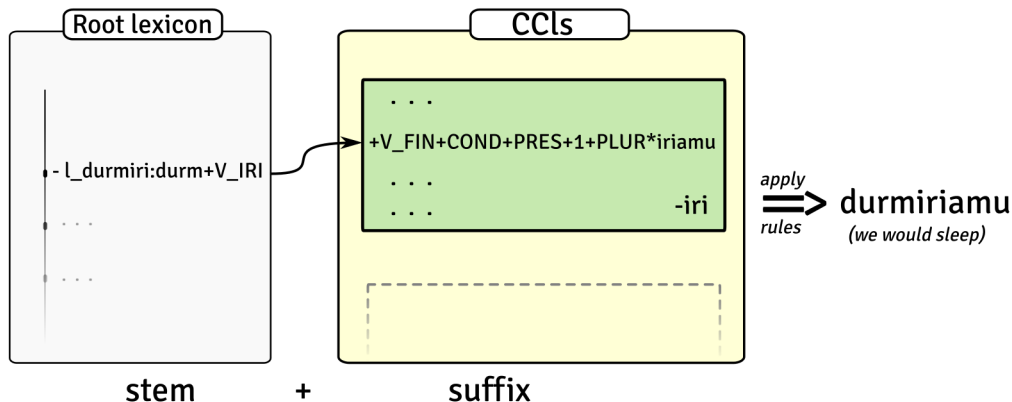 Root lexicon
CCls
- l_durmiri:durm+V_IRI
. . .
. . .
. . .
+V_FIN+COND+PRES+1+PLUR*iriamu
. . .
. . .
-iri
apply
rules
durmiriamu
(we would sleep)
stem + suffix